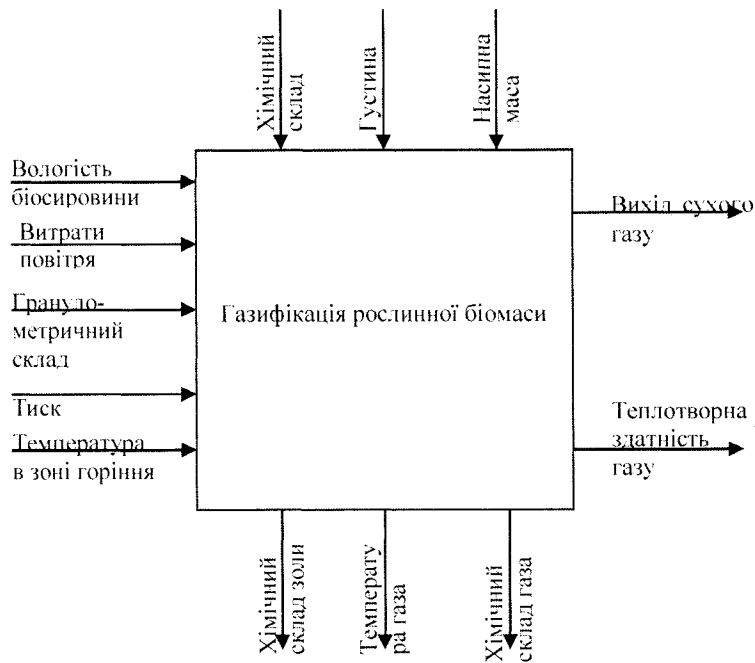 Хімічний
склад
Густина
Насипна
маса
Вологість
біосировини
Витрати
повітря
Грануло-
метричний
склад
Тиск
Температура
в зоні горіння
Газифікація рослинної біомаси
Вихід сухого
газу
Теплотворна
здатність
газу
Хімічний
склад золи
Температу
ра газа
Хімічний
склад газа